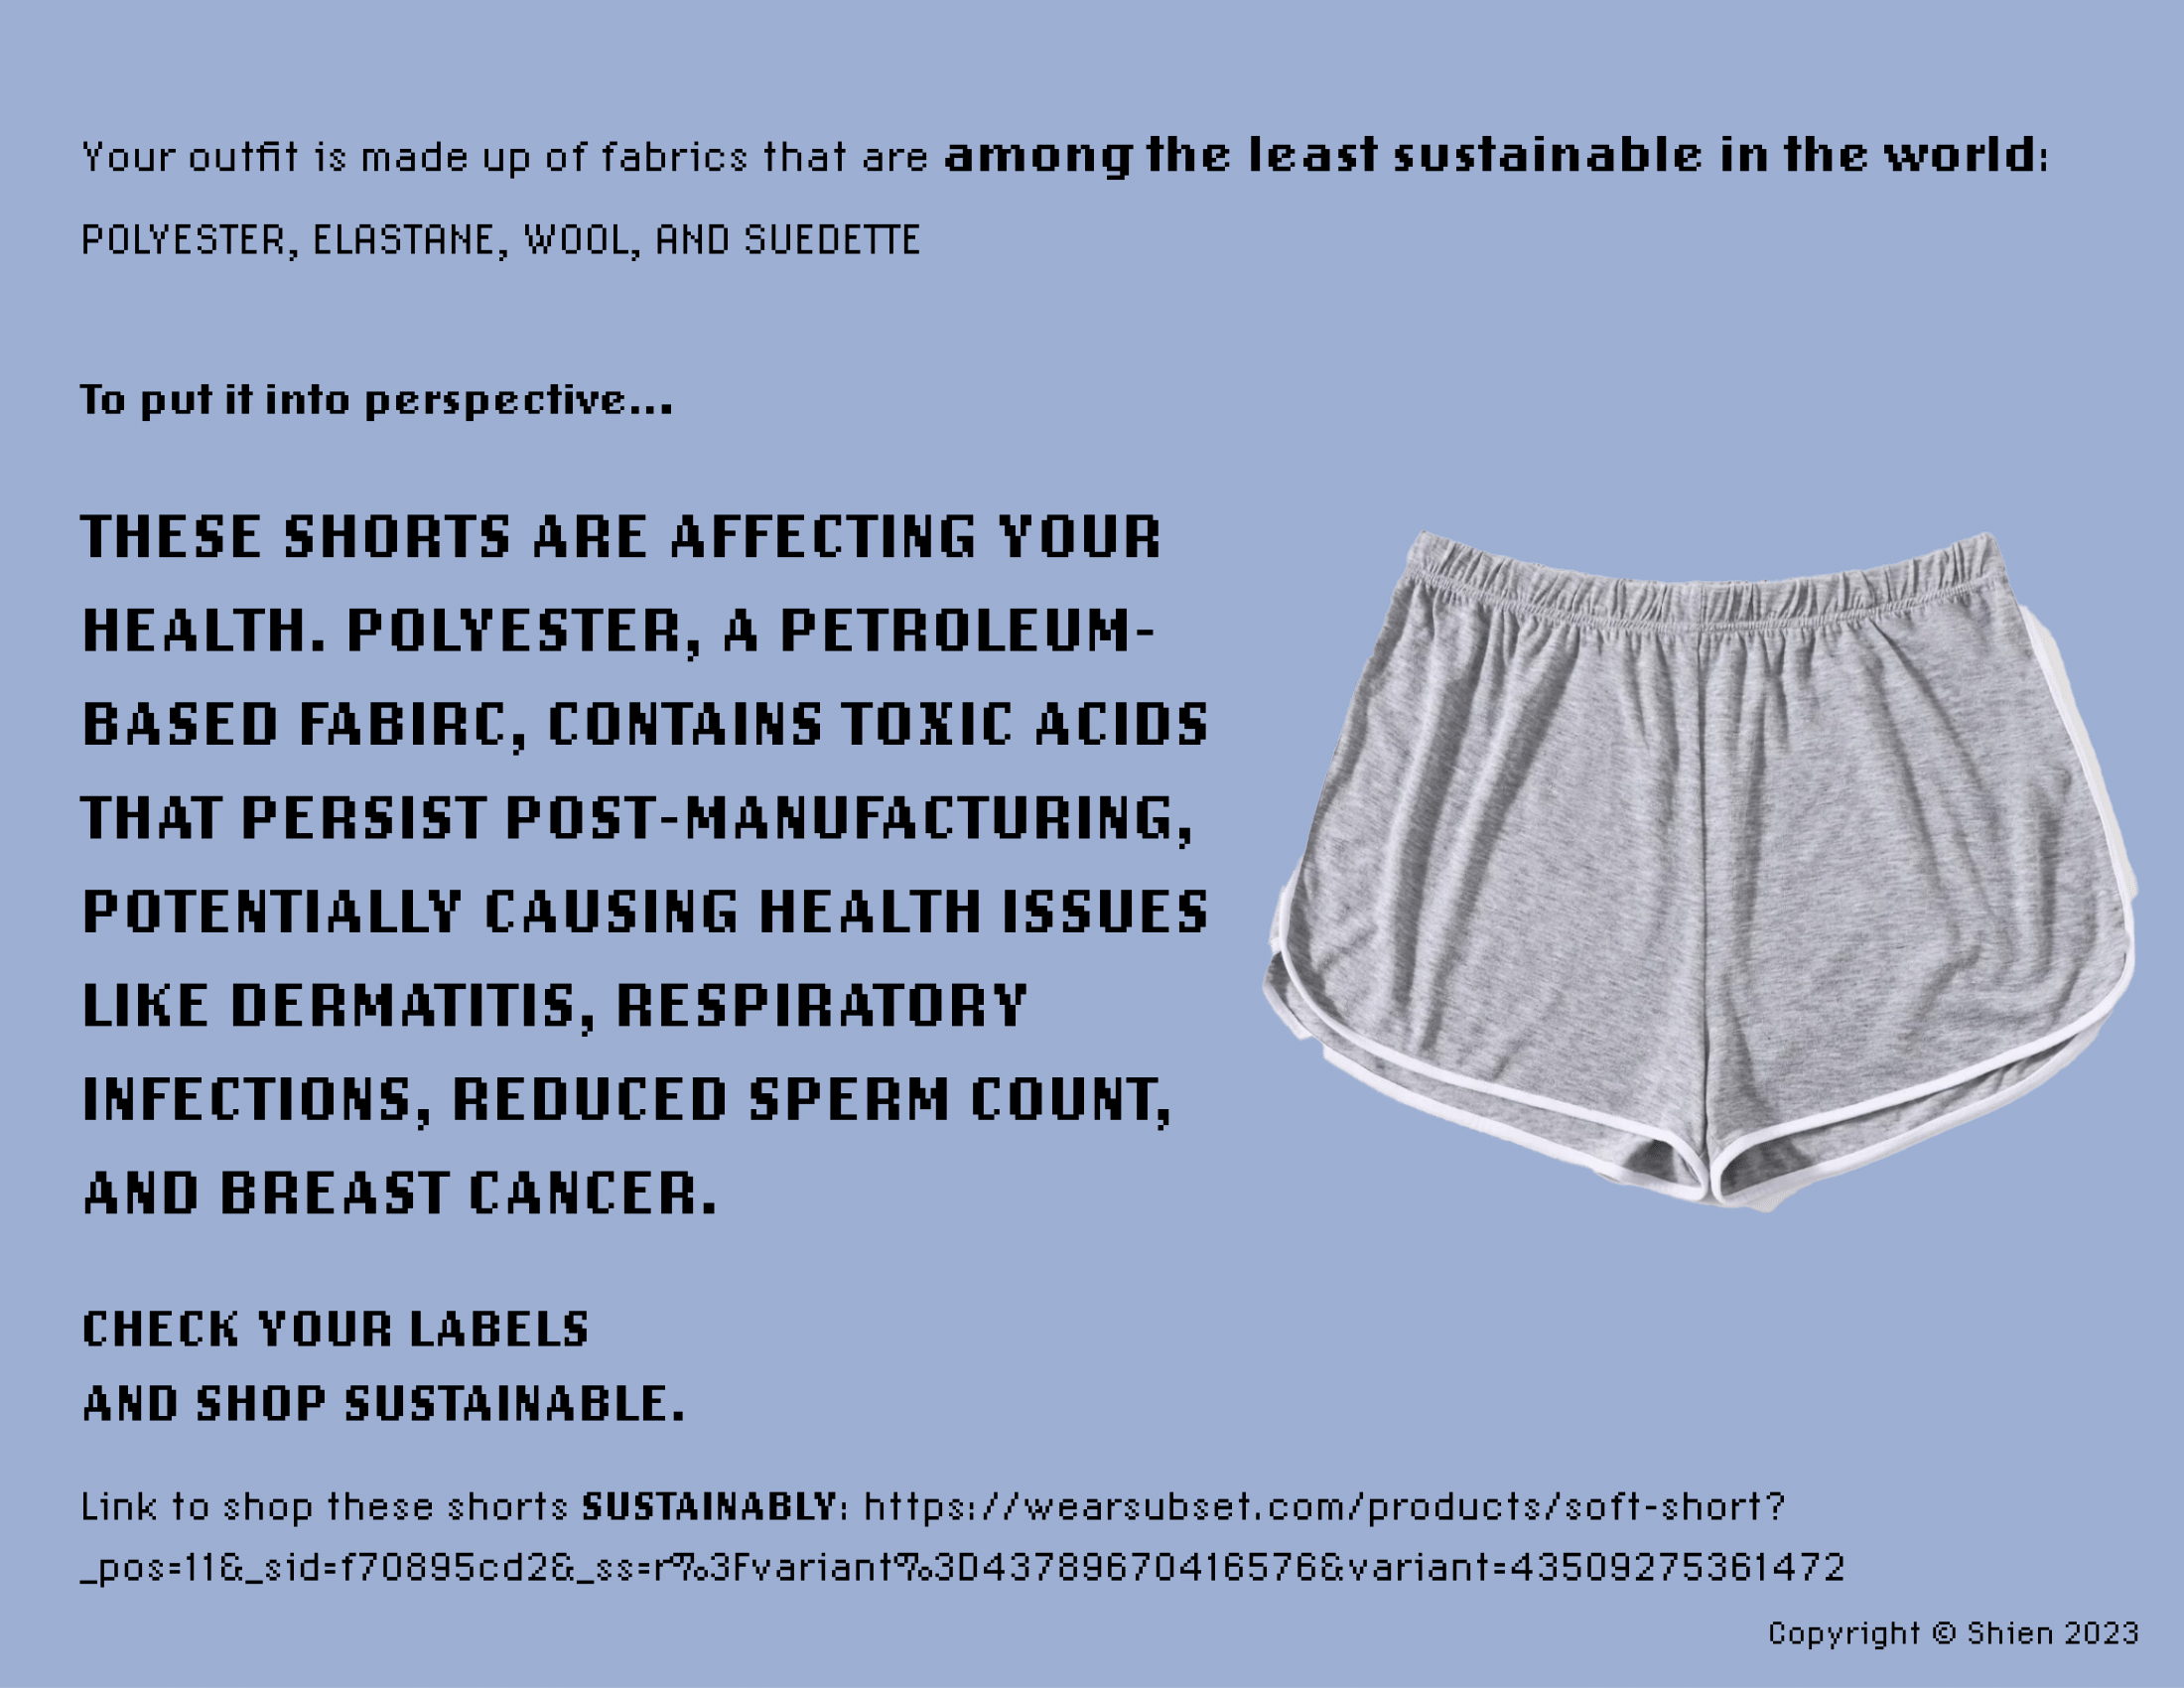 Your outfit is made up of fabrics that are among the least sustainable in the world:
POLYESTER, ELASTANE, WOOL, AND SUEDETTE
To put it into perspective...
THESE SHORTS ARE AFFECTING YOUR
HEALTH. POLYESTER, A PETROLEUM-
BASED FABIRC, CONTAINS TOXIC ACIDS
THAT PERSIST POST-MANUFACTURING,
POTENTIALLY CAUSING HEALTH ISSUES
LIKE DERMATITIS, RESPIRATORY
INFECTIONS, REDUCED SPERM COUNT,
AND BREAST CANCER.
CHECK YOUR LABELS
AND SHOP SUSTAINABLE.
Link to shop these shorts SUSTAINABLY: https://wearsubset.com/products/soft-short?
_pos=11&_sid=f70895cd2&_ss=r%3Fvariant%3D43789670416576&variant=43509275361472
Copyright © Shien 2023